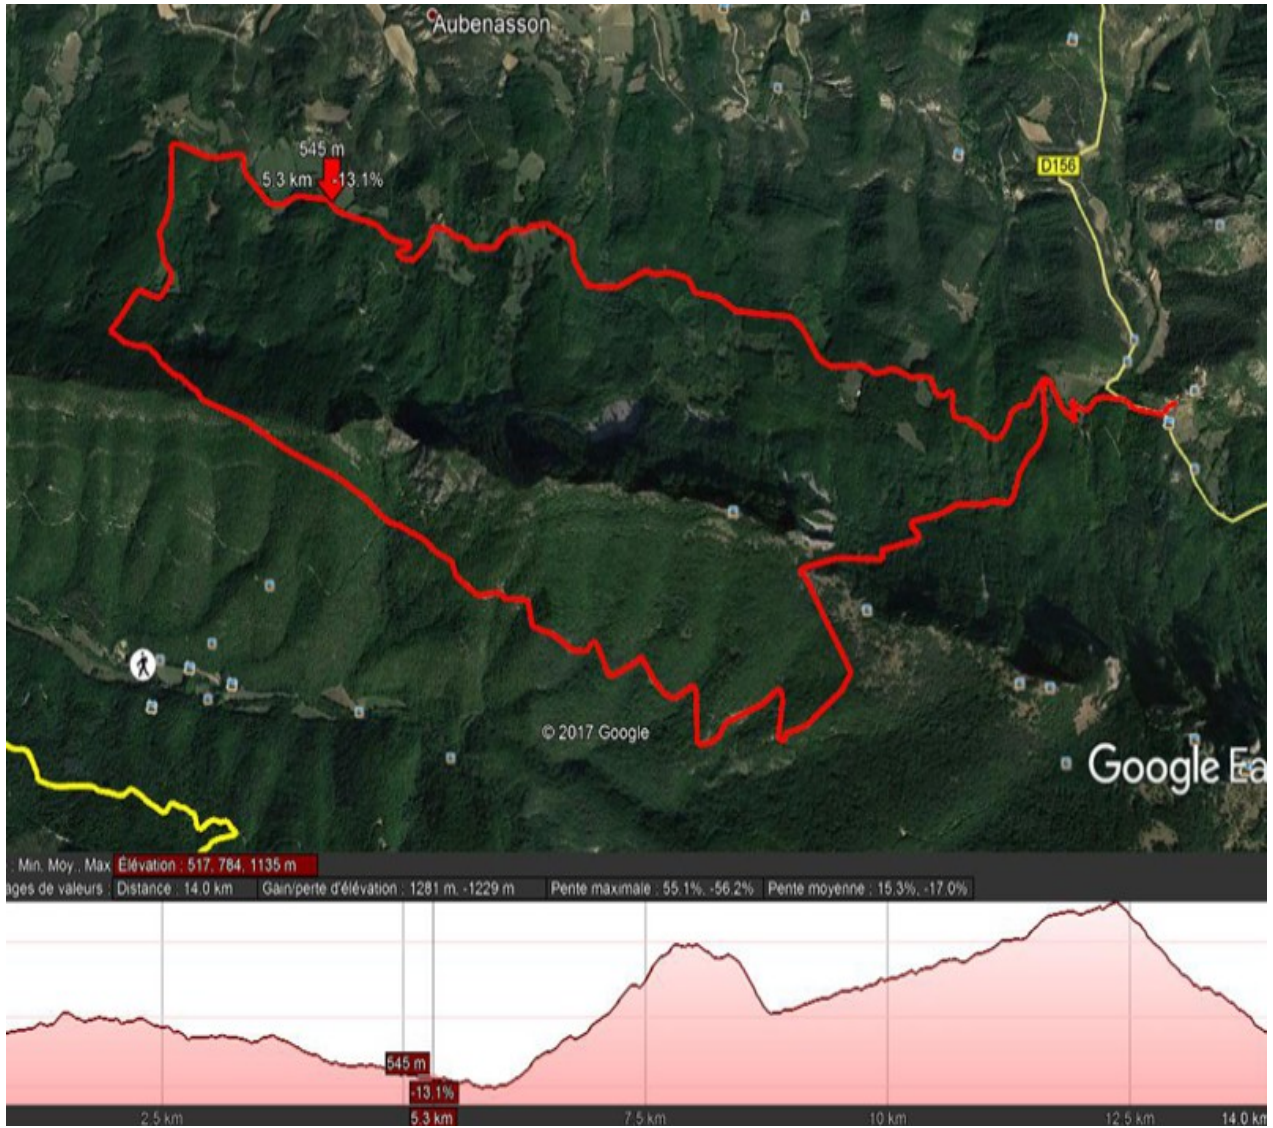 Aubenasson
545 m
5.3 km -13.1%
D156
© 2017 Google
Google Ea
: Min, Moy., Max Élévation : 517, 784, 1135 m
ages de valeurs : Distance : 14.0 km Gain/perte d'élévation : 1281 m, -1229 m Pente maximale : 55.1%, -56.2% Pente moyenne : 15.3%, -17.0%
545 m
-13.1%
2.5 km 5.3 km 7.5 km 10 km 12.5 km 14.0 km